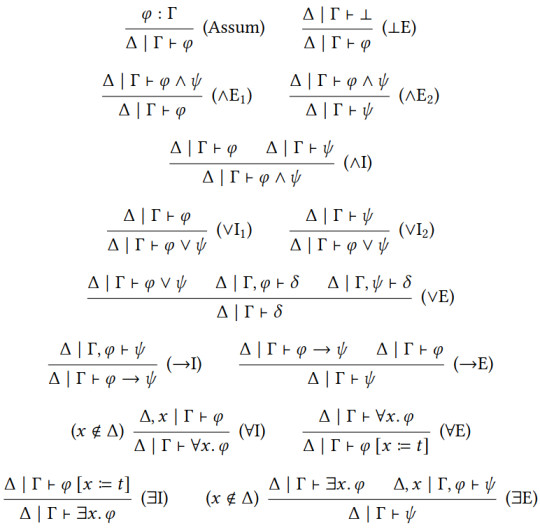 φ : Γ
Δ | Γ ⊢ φ (Assum)
Δ | Γ ⊢ ⊥
Δ | Γ ⊢ φ (⊥E)
Δ | Γ ⊢ φ ∧ ψ
Δ | Γ ⊢ φ (∧E₁)
Δ | Γ ⊢ φ ∧ ψ
Δ | Γ ⊢ ψ (∧E₂)
Δ | Γ ⊢ φ Δ | Γ ⊢ ψ
Δ | Γ ⊢ φ ∧ ψ (∧I)
Δ | Γ ⊢ φ
Δ | Γ ⊢ φ ∨ ψ (∨I₁)
Δ | Γ ⊢ ψ
Δ | Γ ⊢ φ ∨ ψ (∨I₂)
Δ | Γ ⊢ φ ∨ ψ Δ | Γ, φ ⊢ δ Δ | Γ, ψ ⊢ δ
Δ | Γ ⊢ δ (∨E)
Δ | Γ, φ ⊢ ψ
Δ | Γ ⊢ φ → ψ (→I)
Δ | Γ ⊢ φ → ψ Δ | Γ ⊢ φ
Δ | Γ ⊢ ψ (→E)
(x ∉ Δ) Δ, x | Γ ⊢ φ
Δ | Γ ⊢ ∀x. φ (∀I)
Δ | Γ ⊢ ∀x. φ
Δ | Γ ⊢ φ [x ≔ t] (∀E)
Δ | Γ ⊢ φ [x ≔ t]
Δ | Γ ⊢ ∃x. φ (∃I)
(x ∉ Δ) Δ | Γ ⊢ ∃x. φ Δ, x | Γ, φ ⊢ ψ
Δ | Γ ⊢ ψ (∃E)